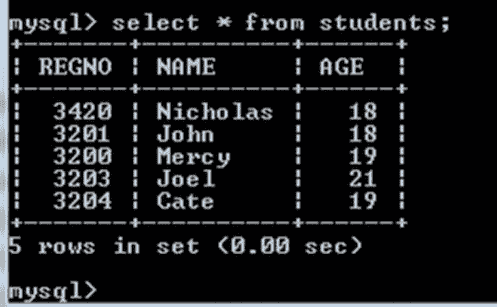 mysql> select * from students;
+-------+----------+------+
| REGNO | NAME     | AGE  |
+-------+----------+------+
|  3420 | Nicholas |   18 |
|  3201 | John     |   18 |
|  3200 | Mercy    |   19 |
|  3203 | Joel     |   21 |
|  3204 | Cate     |   19 |
+-------+----------+------+
5 rows in set (0.00 sec)
mysql>